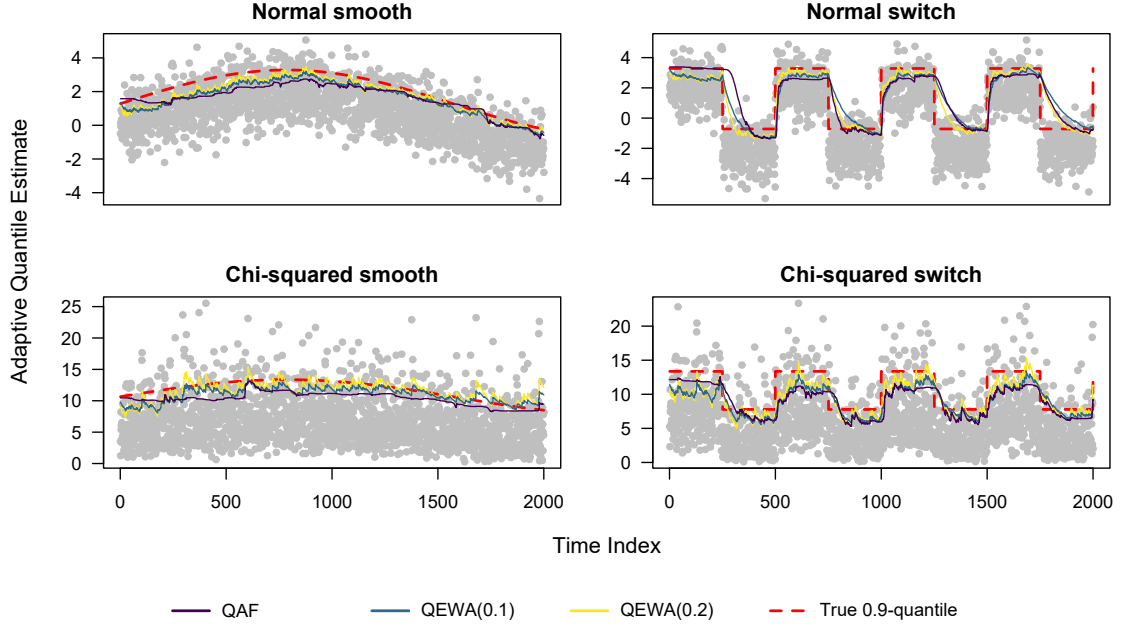 Normal smooth
Normal switch
4
2
0
-2
-4
4
2
0
-2
-4
Adaptive Quantile Estimate
Chi-squared smooth
Chi-squared switch
25
20
15
10
5
0
20
15
10
5
0
0 500 1000 1500 2000
0 500 1000 1500 2000
Time Index
QAF QEWA(0.1) QEWA(0.2) True 0.9-quantile